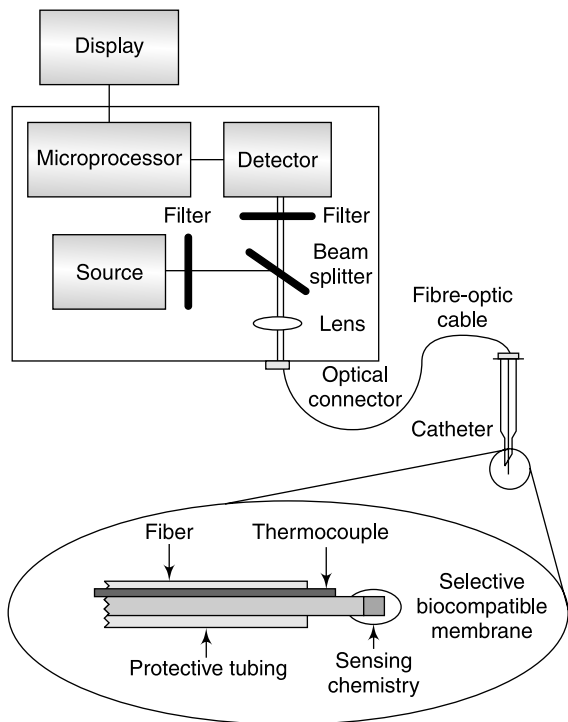 Display
Microprocessor
Detector
Filter
Filter
Source
Beam
splitter
Lens
Fibre-optic
cable
Optical
connector
Catheter
Fiber
Thermocouple
Selective
biocompatible
membrane
Protective tubing
Sensing
chemistry